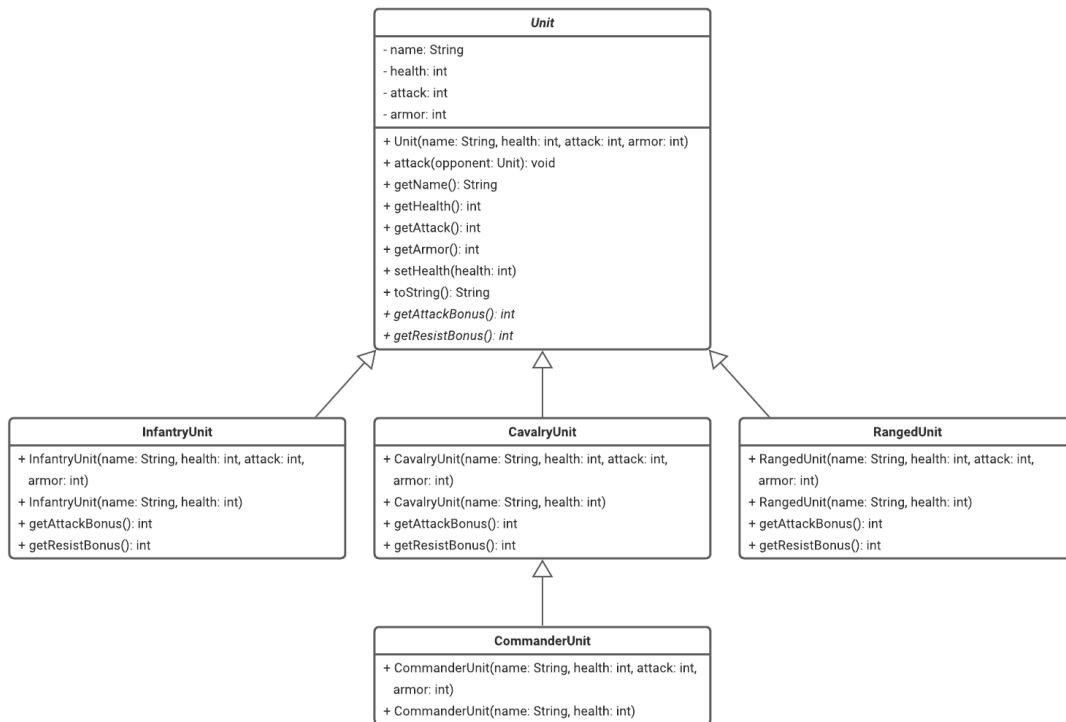 Unit
- name: String
- health: int
- attack: int
- armor: int
+ Unit(name: String, health: int, attack: int, armor: int)
+ attack(opponent: Unit): void
+ getName(): String
+ getHealth(): int
+ getAttack(): int
+ getArmor(): int
+ setHealth(health: int)
+ toString(): String
+ getAttackBonus(): int
+ getResistBonus(): int
InfantryUnit
+ InfantryUnit(name: String, health: int, attack: int,
armor: int)
+ InfantryUnit(name: String, health: int)
+ getAttackBonus(): int
+ getResistBonus(): int
CavalryUnit
+ CavalryUnit(name: String, health: int, attack: int,
armor: int)
+ CavalryUnit(name: String, health: int)
+ getAttackBonus(): int
+ getResistBonus(): int
RangedUnit
+ RangedUnit(name: String, health: int, attack: int,
armor: int)
+ RangedUnit(name: String, health: int)
+ getAttackBonus(): int
+ getResistBonus(): int
CommanderUnit
+ CommanderUnit(name: String, health: int, attack: int,
armor: int)
+ CommanderUnit(name: String, health: int)